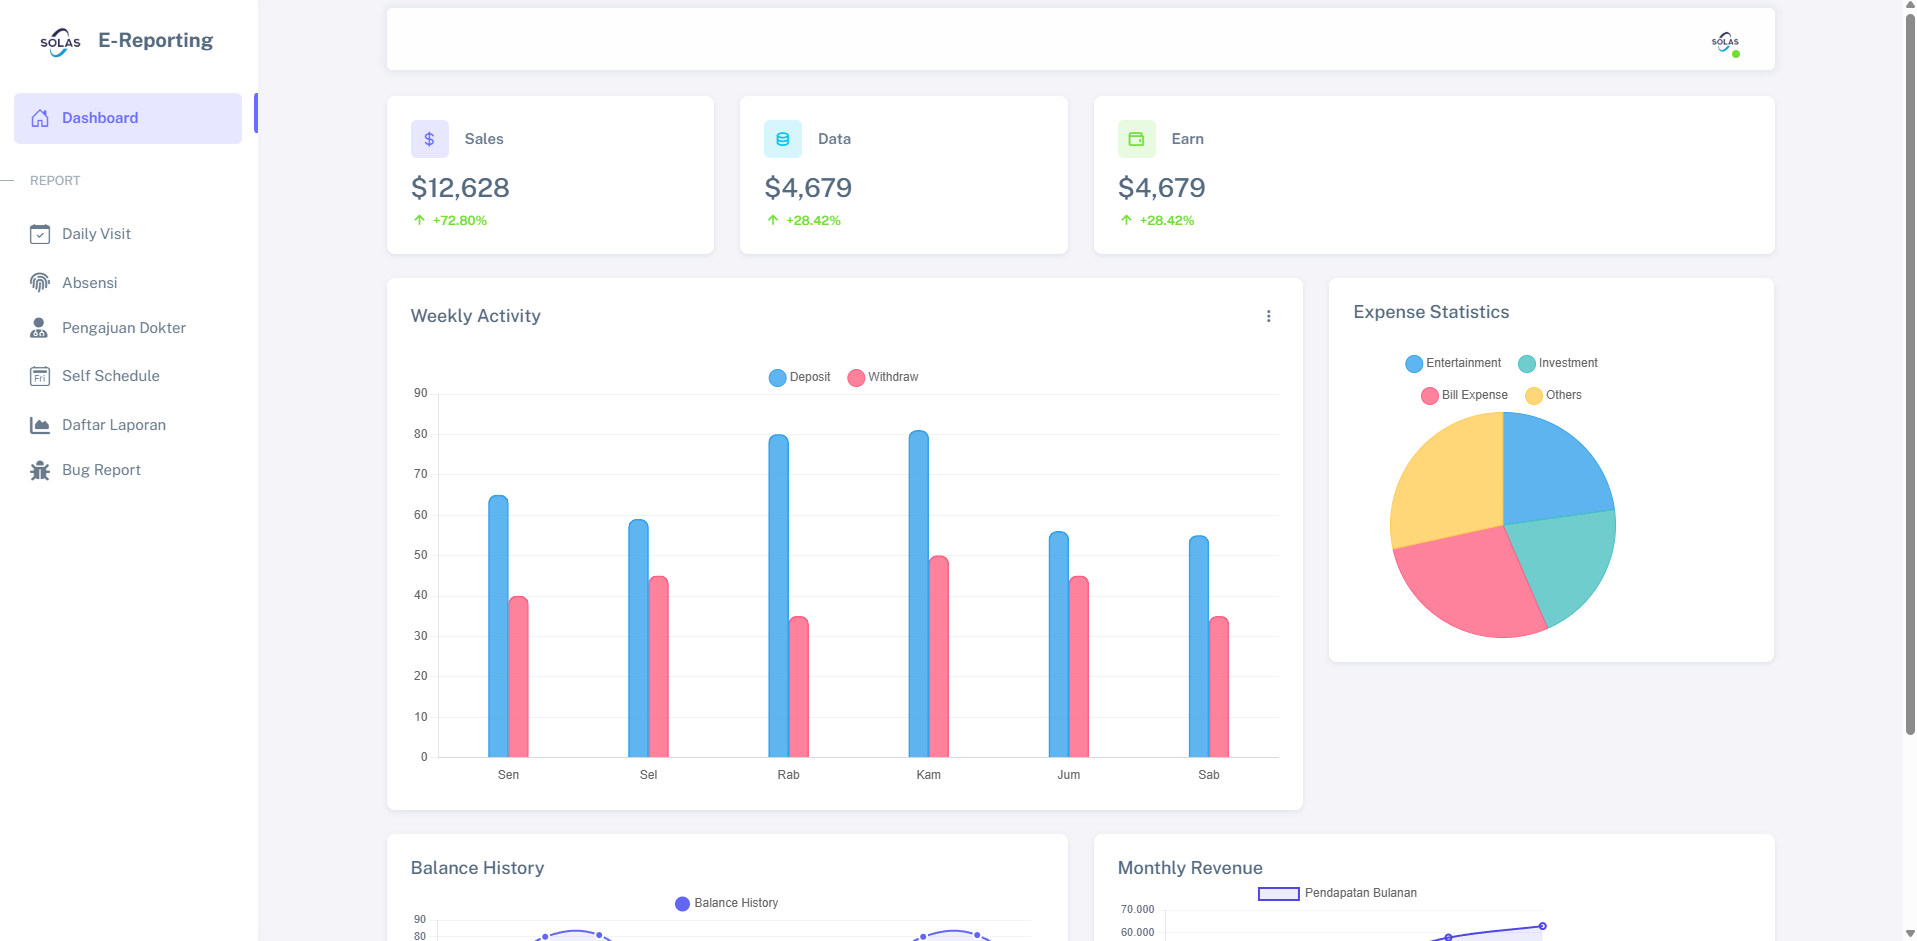 SOLAS E-Reporting
SOLAS
Dashboard
REPORT
Daily Visit
Absensi
Pengajuan Dokter
Fri Self Schedule
Daftar Laporan
Bug Report
$ Sales
$12,628
+72.80%
Data
$4,679
+28.42%
Earn
$4,679
+28.42%
Weekly Activity
Deposit Withdraw
90
80
70
60
50
40
30
20
10
0
Sen Sel Rab Kam Jum Sab
Expense Statistics
Entertainment Investment
Bill Expense Others
Balance History
Balance History
90
80
Monthly Revenue
Pendapatan Bulanan
70.000
60.000